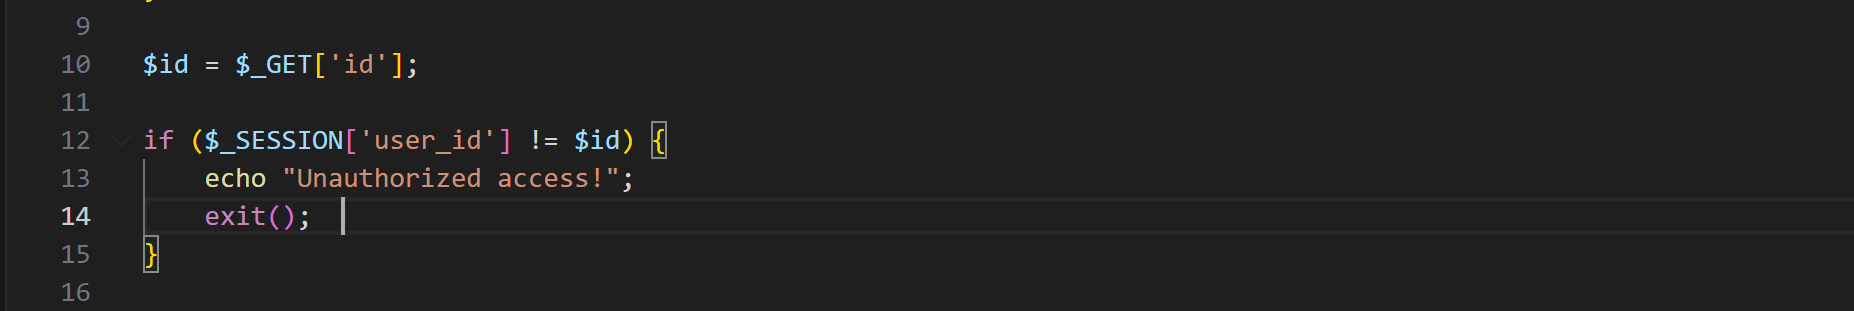 9
10 $id = $_GET['id'];
11
12 if ($_SESSION['user_id'] != $id) {
13     echo "Unauthorized access!";
14     exit();
15 }
16